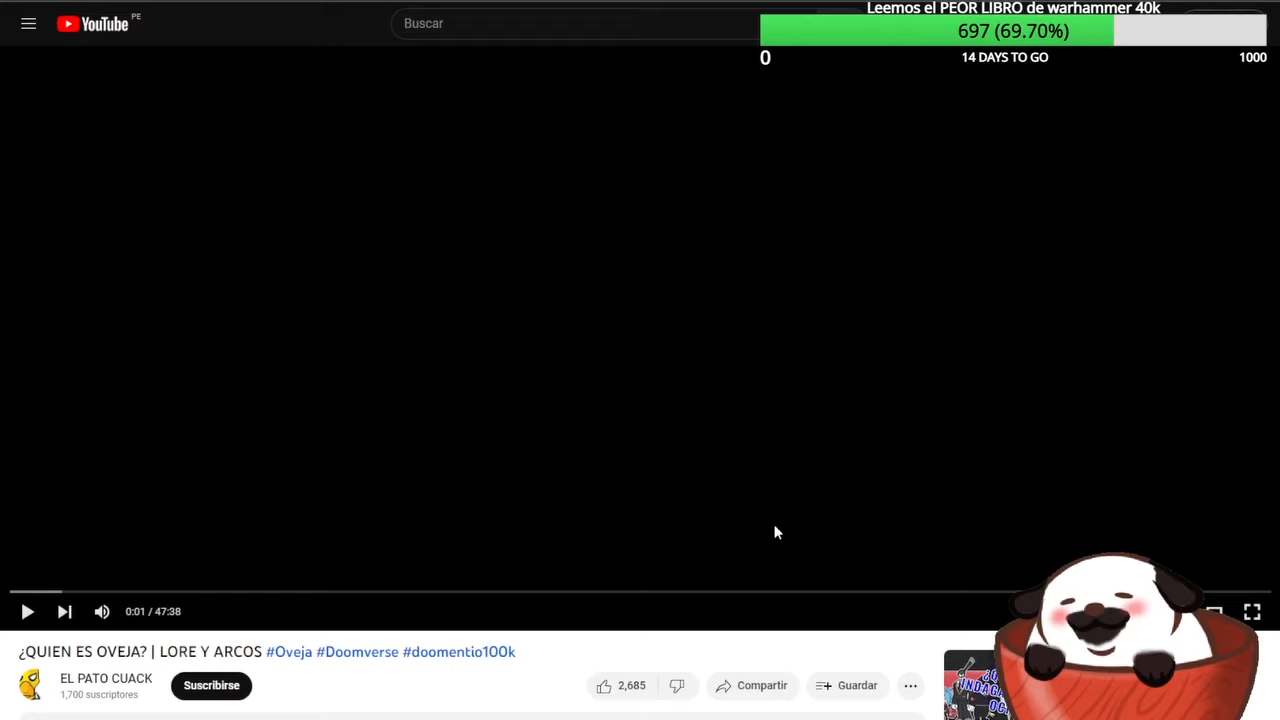 YouTube PE
Buscar
Leemos el PEOR LIBRO de warhammer 40k
697 (69.70%)
0
14 DAYS TO GO
1000
0:01 / 47:38
¿QUIEN ES OVEJA? | LORE Y ARCOS #Oveja #Doomverse #doomentio100k
EL PATO CUACK
1,700 suscriptores
Suscribirse
2,685
Compartir
Guardar